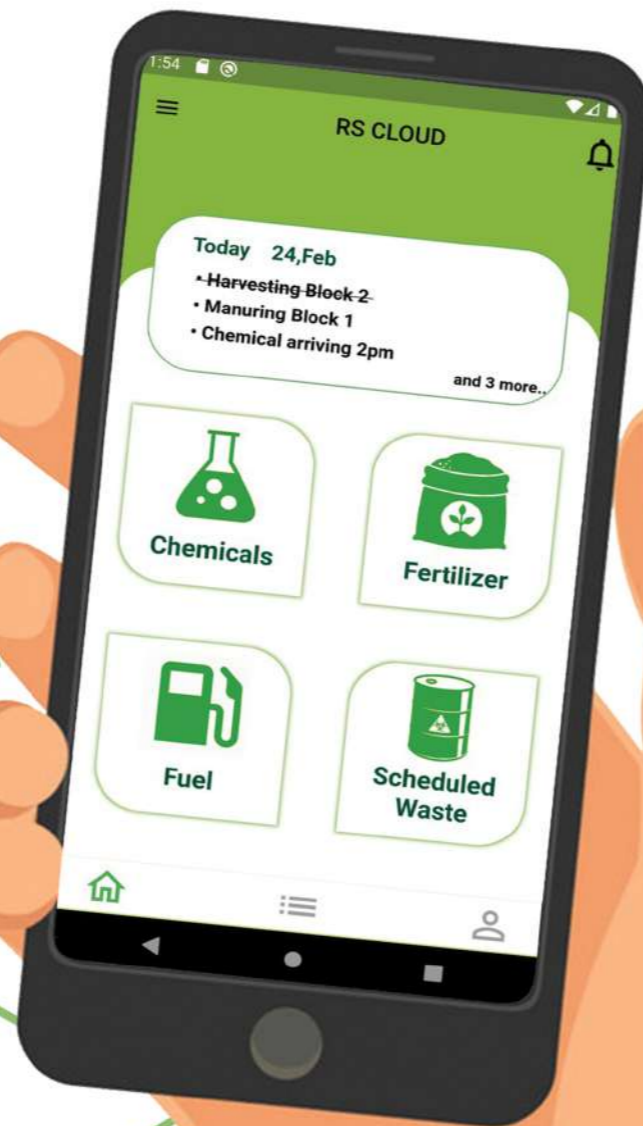 1:54
RS CLOUD
Today 24,Feb
• Harvesting Block 2
• Manuring Block 1
• Chemical arriving 2pm
and 3 more..
Chemicals
Fertilizer
Fuel
Scheduled
Waste